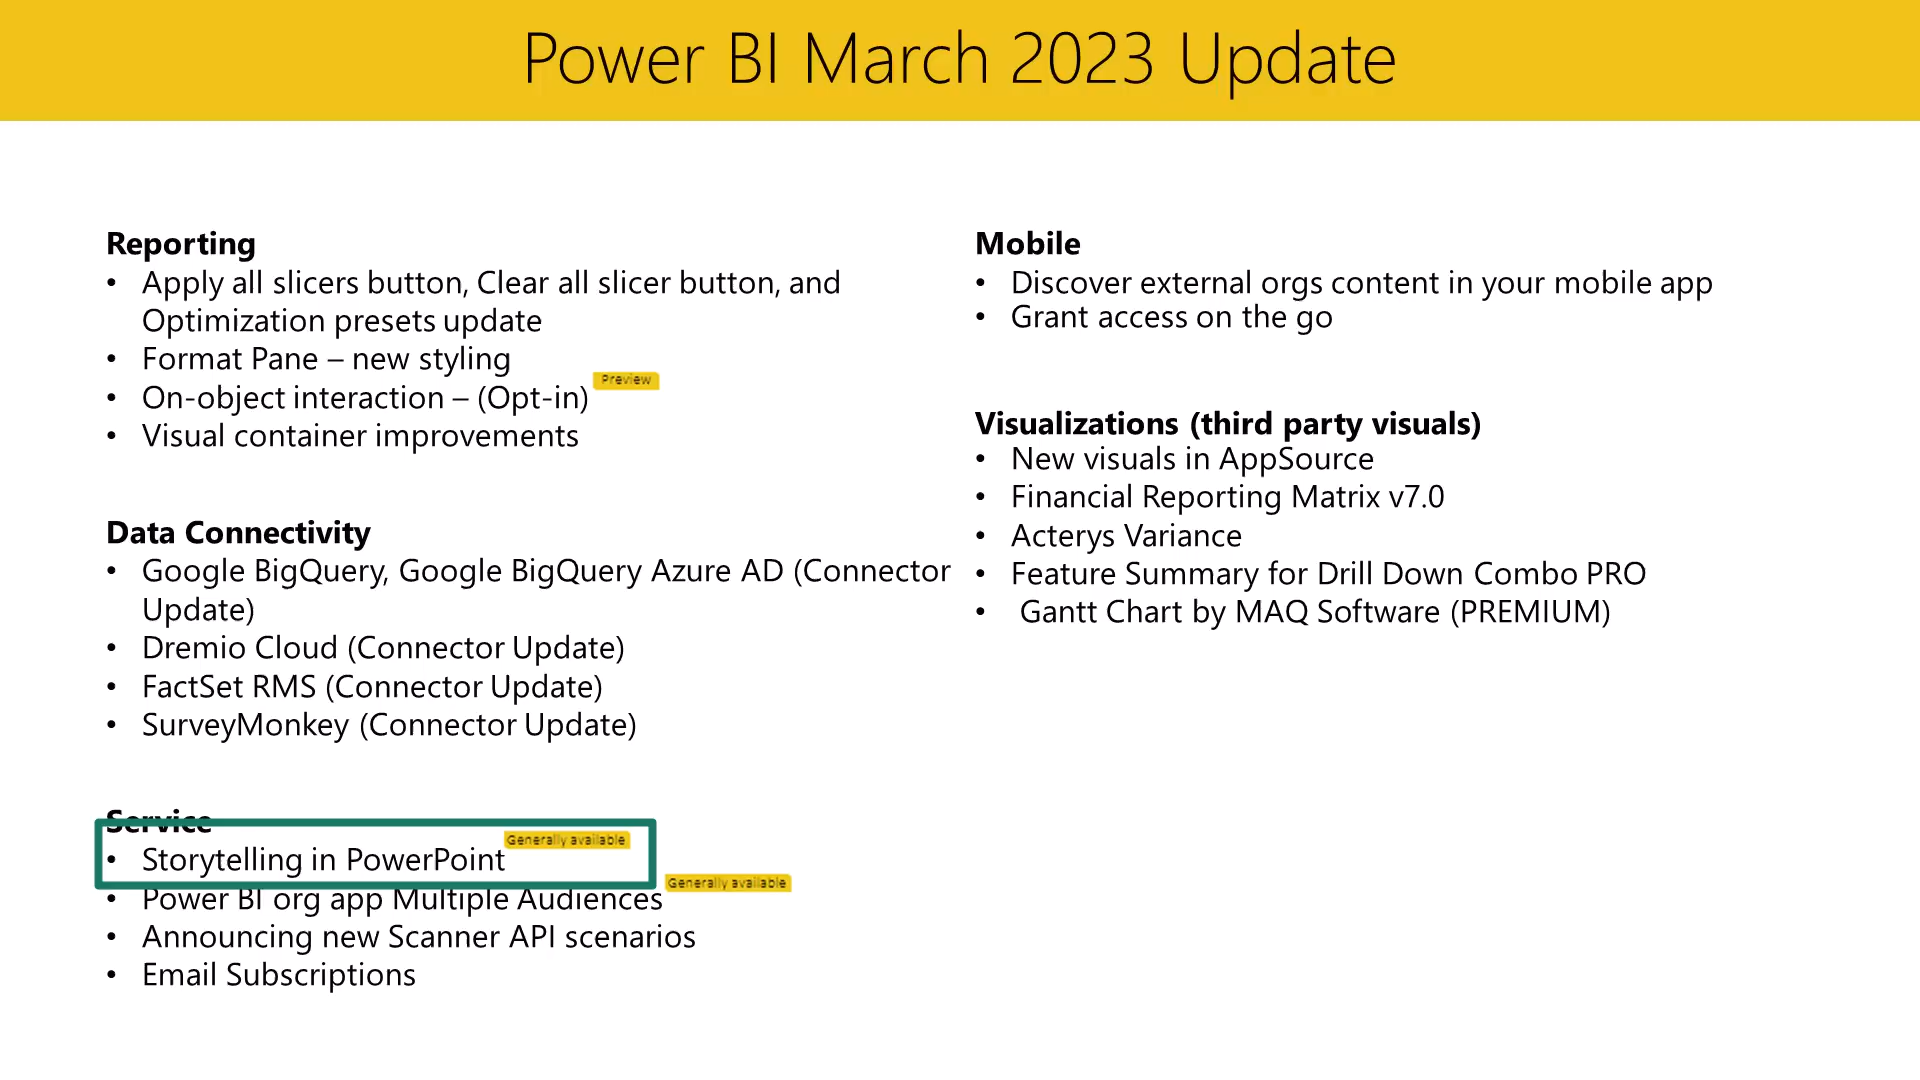 Power BI March 2023 Update
Reporting
• Apply all slicers button, Clear all slicer button, and
Optimization presets update
• Format Pane – new styling
• On-object interaction – (Opt-in) Preview
• Visual container improvements
Data Connectivity
• Google BigQuery, Google BigQuery Azure AD (Connector
Update)
• Dremio Cloud (Connector Update)
• FactSet RMS (Connector Update)
• SurveyMonkey (Connector Update)
Service
• Storytelling in PowerPoint Generally available
• Power BI org app Multiple Audiences Generally available
• Announcing new Scanner API scenarios
• Email Subscriptions
Mobile
• Discover external orgs content in your mobile app
• Grant access on the go
Visualizations (third party visuals)
• New visuals in AppSource
• Financial Reporting Matrix v7.0
• Acterys Variance
• Feature Summary for Drill Down Combo PRO
• Gantt Chart by MAQ Software (PREMIUM)